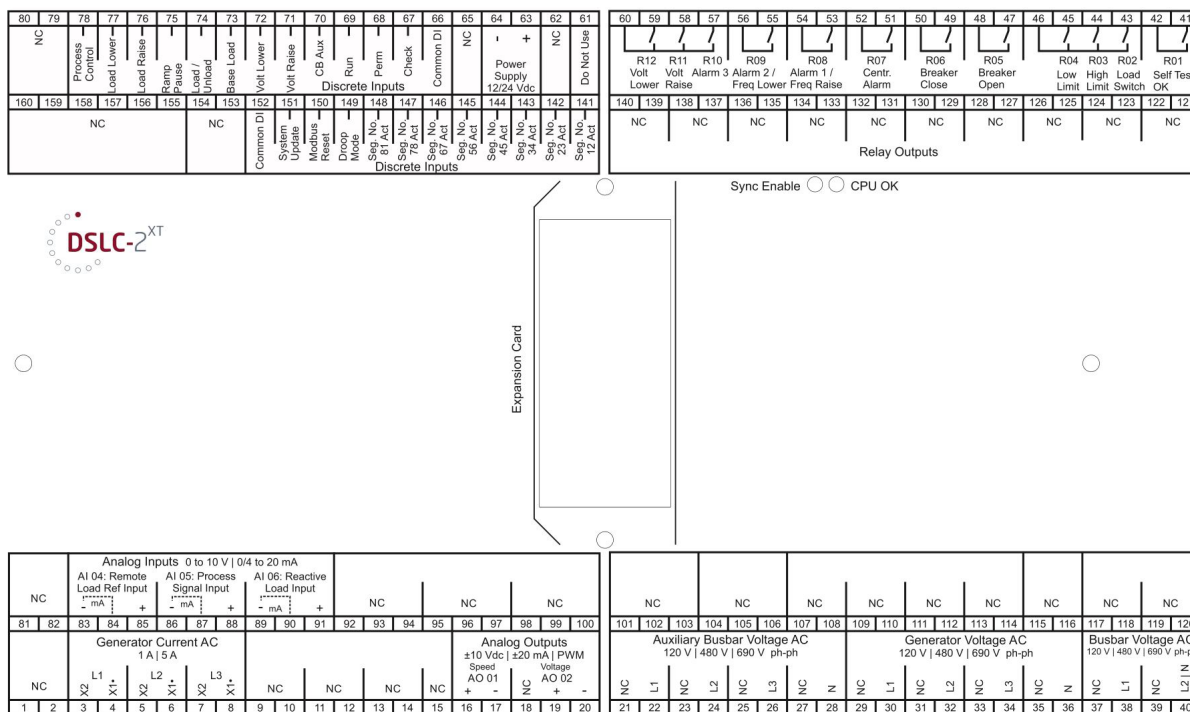 80 79 78 77 76 75 74 73 72 71 70 69 68 67 66 65 64 63 62 61
NC
Process
Control
Load Lower
Load Raise
Ramp
Pause
Load /
Unload
Base Load
Volt Lower
Volt Raise
CB Aux
Run
Perm
Check
Common DI
NC
- +
Power
Supply
12/24 Vdc
NC
Do Not Use
Discrete Inputs
160 159 158 157 156 155 154 153 152 151 150 149 148 147 146 145 144 143 142 141
NC
NC
Common DI
System
Update
Modbus
Reset
Droop
Mode
Seg. No.
81 Act
Seg. No.
78 Act
Seg. No.
67 Act
Seg. No.
56 Act
Seg. No.
45 Act
Seg. No.
34 Act
Seg. No.
23 Act
Seg. No.
12 Act
Discrete Inputs
60 59 58 57 56 55 54 53 52 51 50 49 48 47 46 45 44 43 42 41
R12
Volt
Lower
R11
Volt
Raise
R10
Alarm 3
R09
Alarm 2 /
Freq Lower
R08
Alarm 1 /
Freq Raise
R07
Centr.
Alarm
R06
Breaker
Close
R05
Breaker
Open
R04
Low
Limit
R03
High
Limit
R02
Load
Switch
R01
Self Tes
OK
140 139 138 137 136 135 134 133 132 131 130 129 128 127 126 125 124 123 122 12
NC NC NC NC NC NC NC NC NC NC
Relay Outputs
Sync Enable CPU OK
DSLC-2XT
Expansion Card
Analog Inputs 0 to 10 V | 0/4 to 20 mA
AI 04: Remote
Load Ref Input
AI 05: Process
Signal Input
AI 06: Reactive
Load Input
NC - mA + - mA + - mA + NC NC NC
81 82 83 84 85 86 87 88 89 90 91 92 93 94 95 96 97 98 99 100
Generator Current AC
1 A | 5 A
L1 L2 L3
NC X2 X1 X2 X1 X2 X1 NC NC NC NC
Analog Outputs
±10 Vdc | ±20 mA | PWM
Speed
AO 01
+ -
NC
Voltage
AO 02
+ -
1 2 3 4 5 6 7 8 9 10 11 12 13 14 15 16 17 18 19 20
NC NC NC NC NC NC NC NC NC
101 102 103 104 105 106 107 108 109 110 111 112 113 114 115 116 117 118 119 120
Auxiliary Busbar Voltage AC
120 V | 480 V | 690 V ph-ph
NC L1 NC L2 NC L3 NC N
Generator Voltage AC
120 V | 480 V | 690 V ph-ph
NC L1 NC L2 NC L3 NC N
Busbar Voltage
120 V | 480 V | 690 V ph-p
NC L1 NC L2 | N
21 22 23 24 25 26 27 28 29 30 31 32 33 34 35 36 37 38 39 40